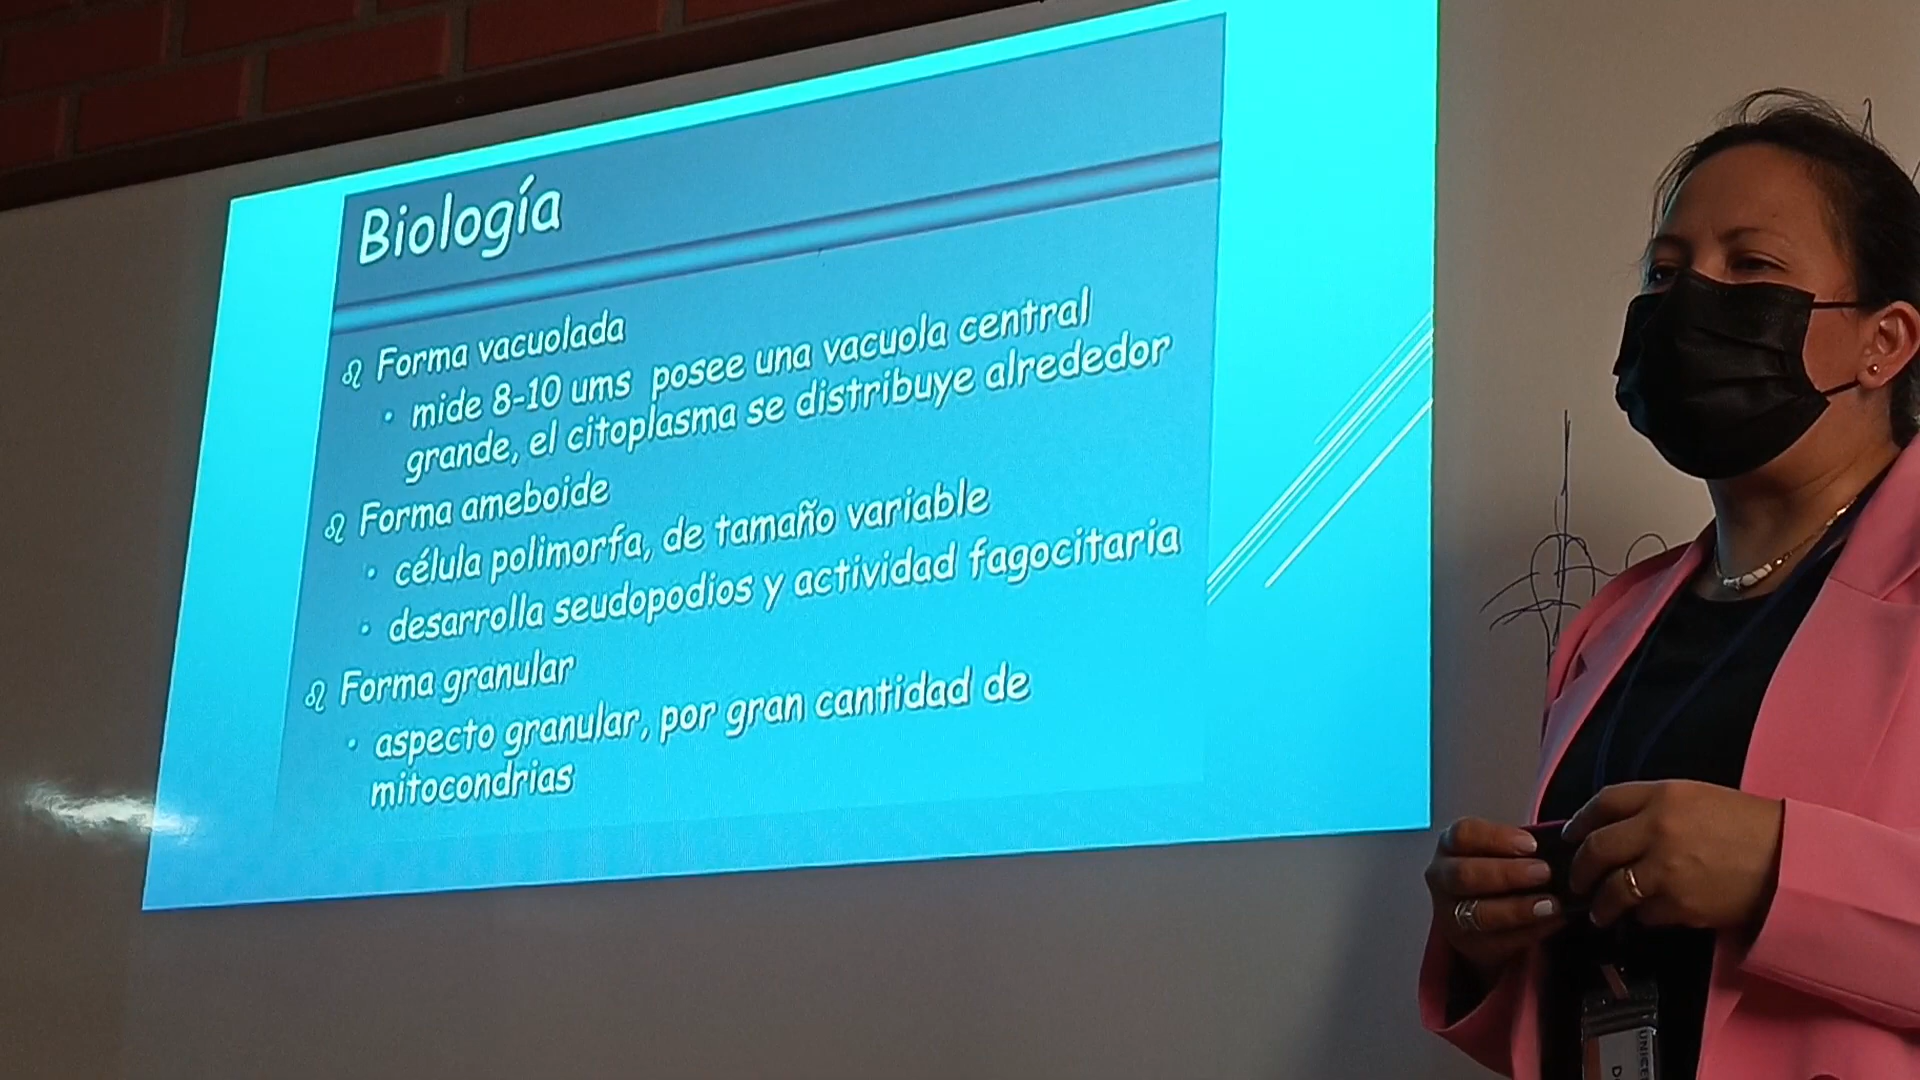 Biología
Forma vacuolada
mide 8-10 ums posee una vacuola central
grande, el citoplasma se distribuye alrededor
Forma ameboide
célula polimorfa, de tamaño variable
desarrolla seudopodios y actividad fagocitaria
Forma granular
aspecto granular, por gran cantidad de
mitocondrias